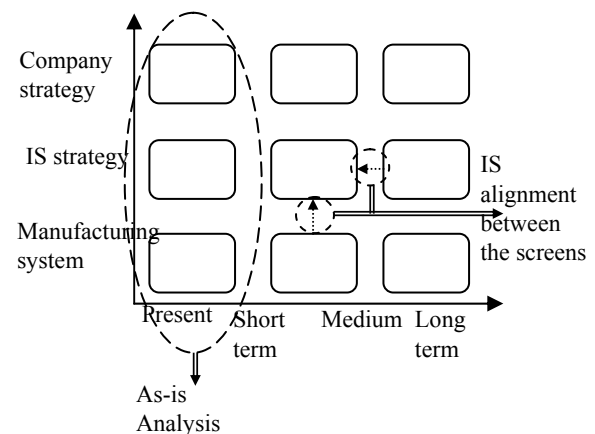 Company
strategy
IS strategy
Manufacturing
system
IS
alignment
between
the screens
Present
Short
term
Medium
Long
term
As-is
Analysis